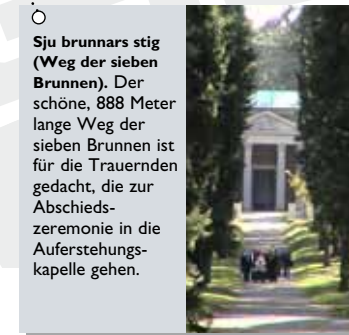 Sju brunnars stig
(Weg der sieben
Brunnen). Der
schöne, 888 Meter
lange Weg der
sieben Brunnen ist
für die Trauernden
gedacht, die zur
Abschieds-
zeremonie in die
Auferstehungs-
kapelle gehen.